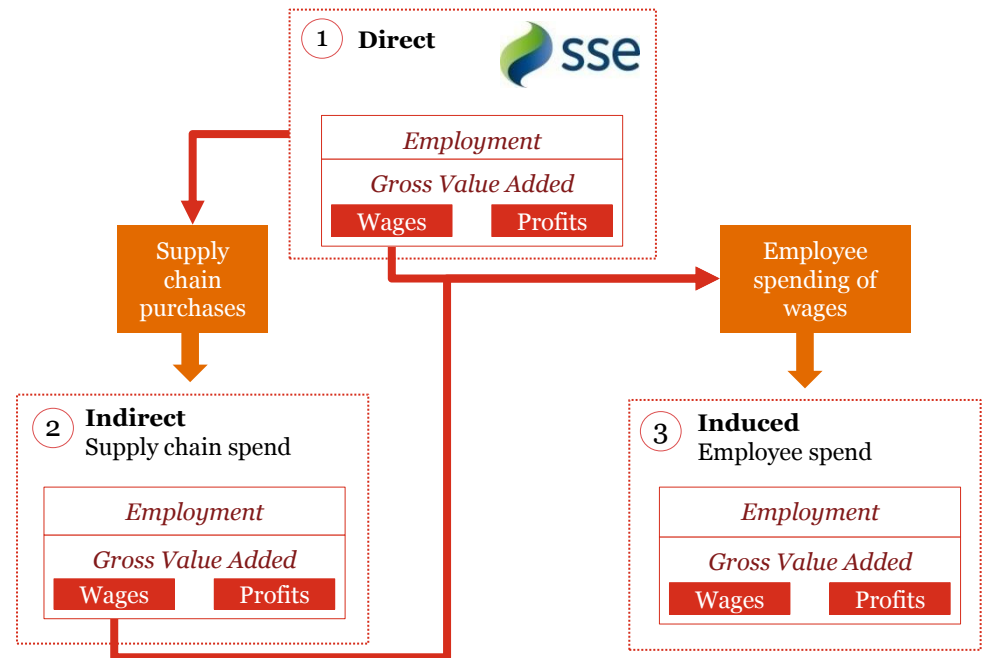 1 Direct
sse
Employment
Gross Value Added
Wages Profits
Supply
chain
purchases
Employee
spending of
wages
2 Indirect
Supply chain spend
Employment
Gross Value Added
Wages Profits
3 Induced
Employee spend
Employment
Gross Value Added
Wages Profits